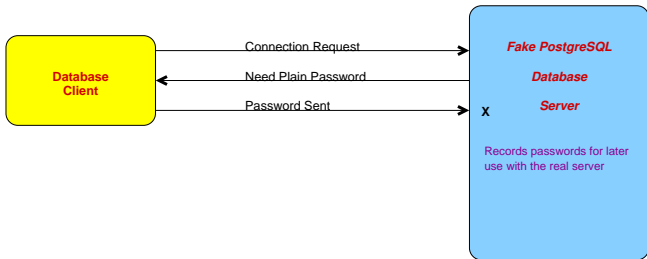 Connection Request
Fake PostgreSQL
Database
Client
Need Plain Password
Database
Password Sent
X
Server
Records passwords for later
use with the real server